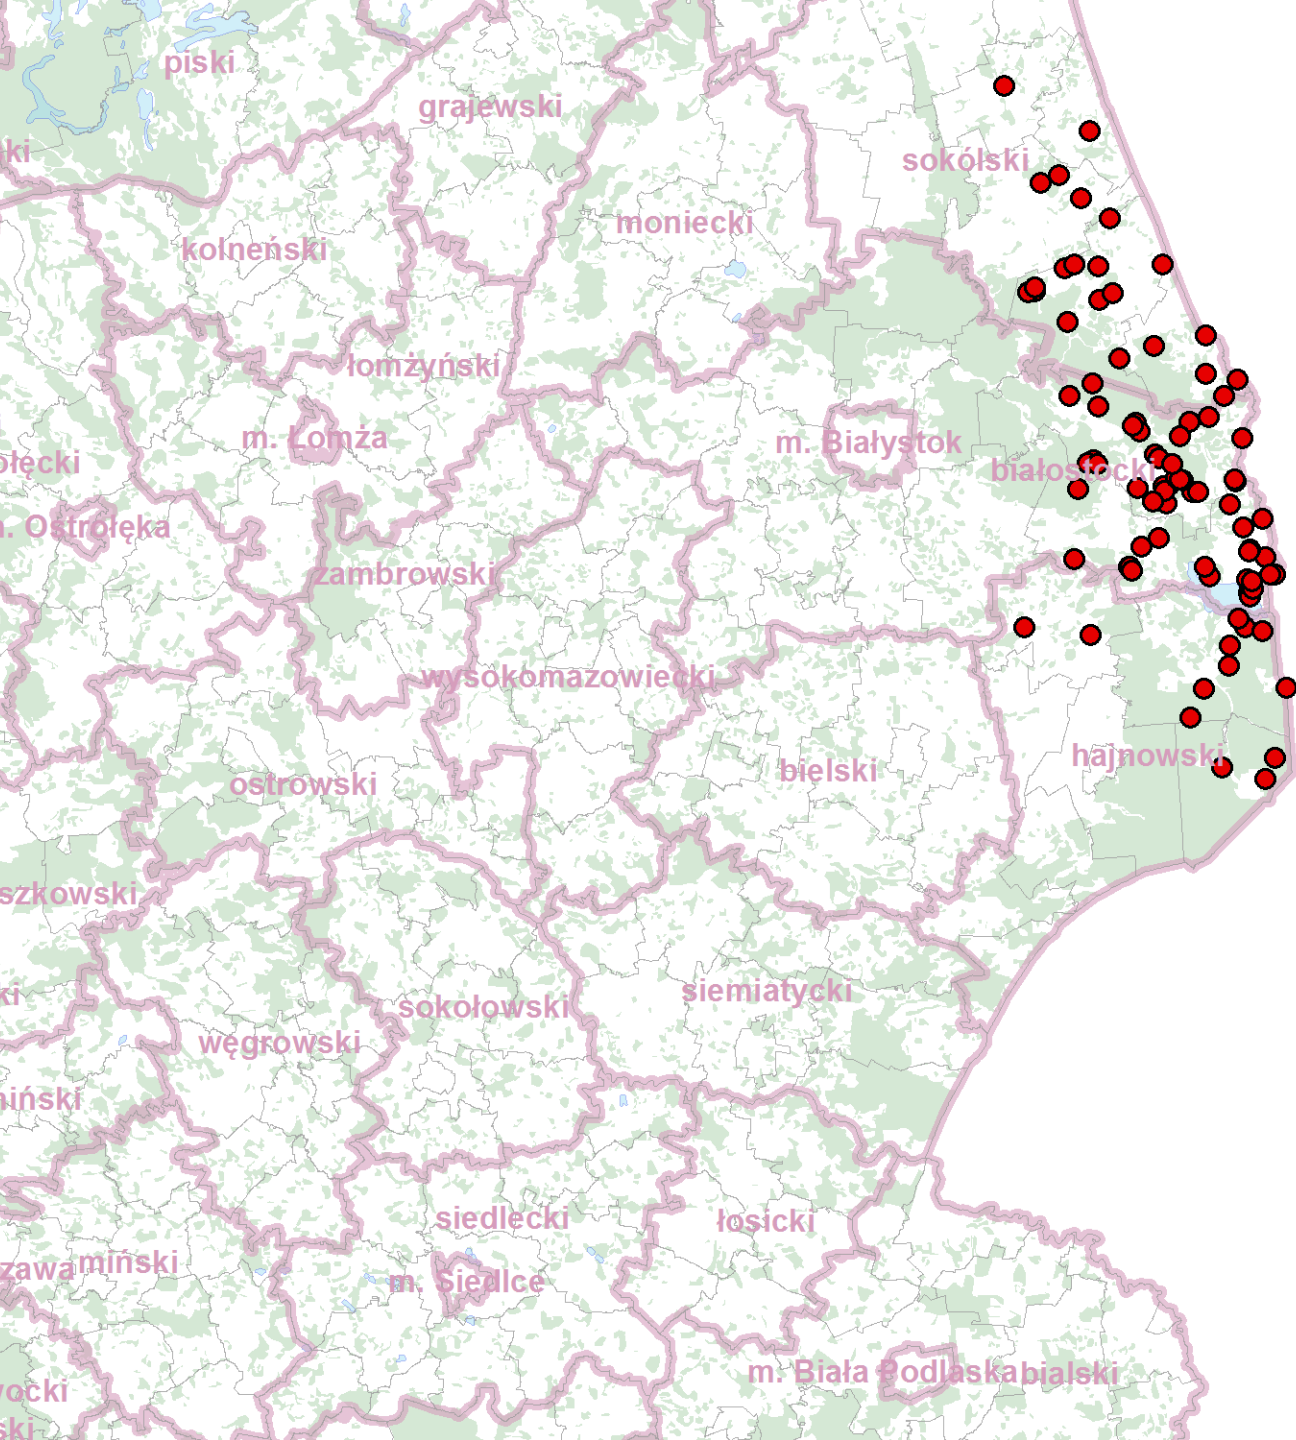 piski
grajewski
ki
sokólski
moniecki
kolneński
łomżyński
m. Łomża
m. Białystok
ołęcki
białostocki
n. Ostrołęka
zambrowski
wysokomazowiecki
hajnowski
bielski
ostrowski
szkowski
siemiatycki
ki
sokołowski
węgrowski
iński
siedlecki
łosicki
zawa
miński
m. Siedlce
m. Biała Podlaska
bialski
ocki
ski